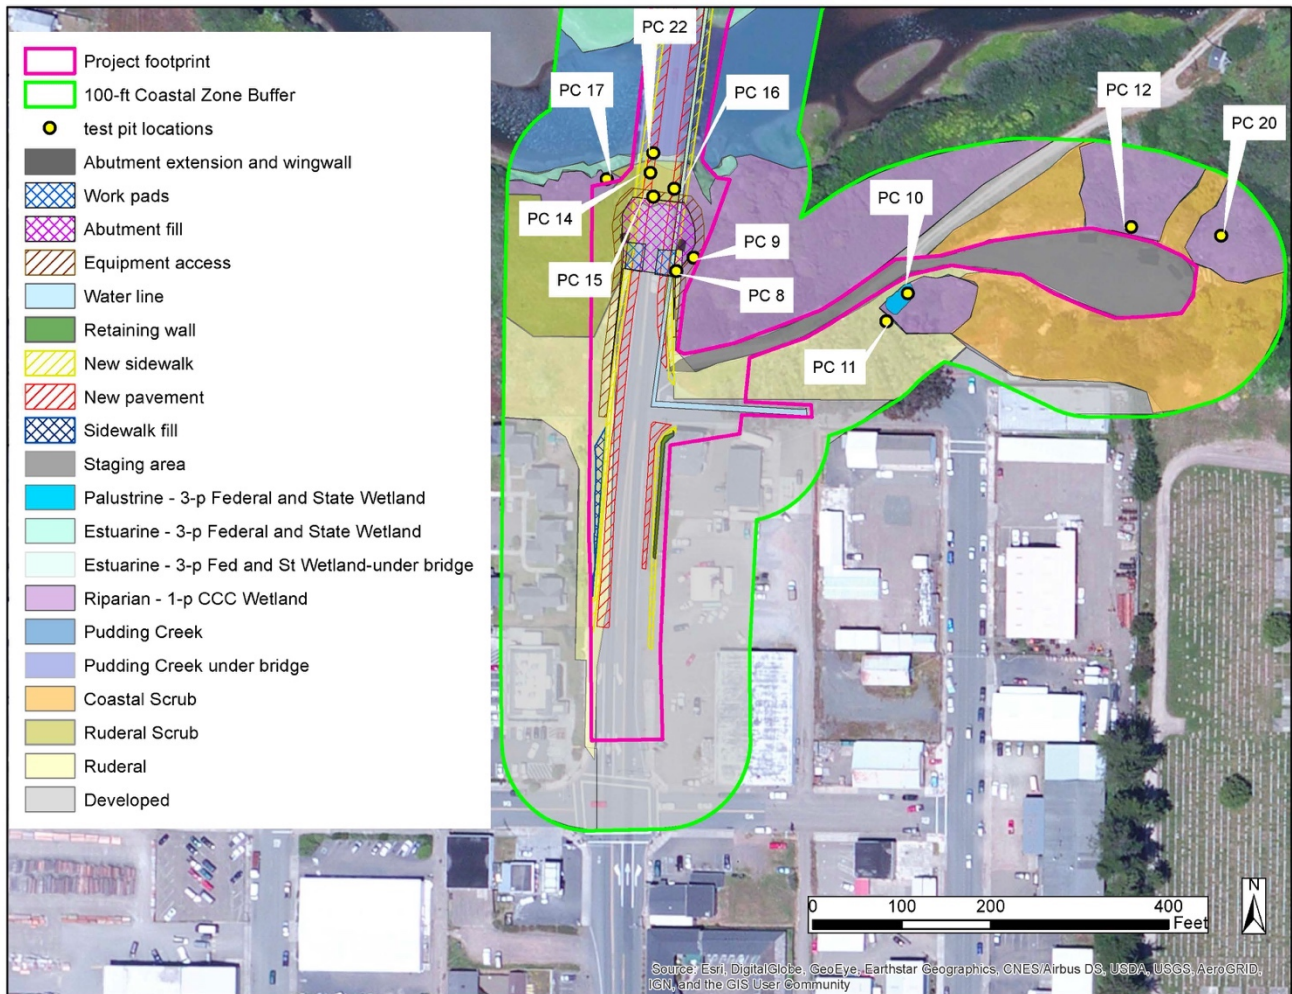 Project footprint
100-ft Coastal Zone Buffer
test pit locations
Abutment extension and wingwall
Work pads
Abutment fill
Equipment access
Water line
Retaining wall
New sidewalk
New pavement
Sidewalk fill
Staging area
Palustrine - 3-p Federal and State Wetland
Estuarine - 3-p Federal and State Wetland
Estuarine - 3-p Fed and St Wetland-under bridge
Riparian - 1-p CCC Wetland
Pudding Creek
Pudding Creek under bridge
Coastal Scrub
Ruderal Scrub
Ruderal
Developed
PC 22
PC 17
PC 16
PC 12
PC 20
PC 14
PC 10
PC 9
PC 15
PC 8
PC 11
0 100 200 400
Feet
N
Source: Esri, DigitalGlobe, GeoEye, Earthstar Geographics, CNES/Airbus DS, USDA, USGS, AeroGRID,
IGN, and the GIS User Community